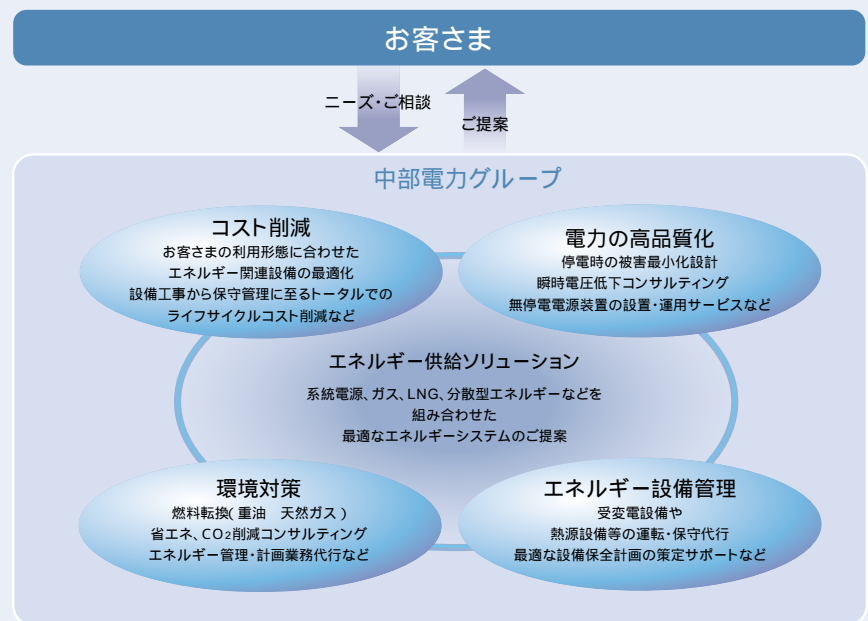 お客さま
ニーズ・ご相談
ご提案
中部電力グループ
コスト削減
お客さまの利用形態に合わせた
エネルギー関連設備の最適化
設備工事から保守管理に至るトータルでの
ライフサイクルコスト削減など
電力の高品質化
停電時の被害最小化設計
瞬時電圧低下コンサルティング
無停電電源装置の設置・運用サービスなど
エネルギー供給ソリューション
系統電源、ガス、LNG、分散型エネルギーなどを
組み合わせた
最適なエネルギーシステムのご提案
環境対策
燃料転換(重油　天然ガス)
省エネ、CO2削減コンサルティング
エネルギー管理・計画業務代行など
エネルギー設備管理
受変電設備や
熱源設備等の運転・保守代行
最適な設備保全計画の策定サポートなど